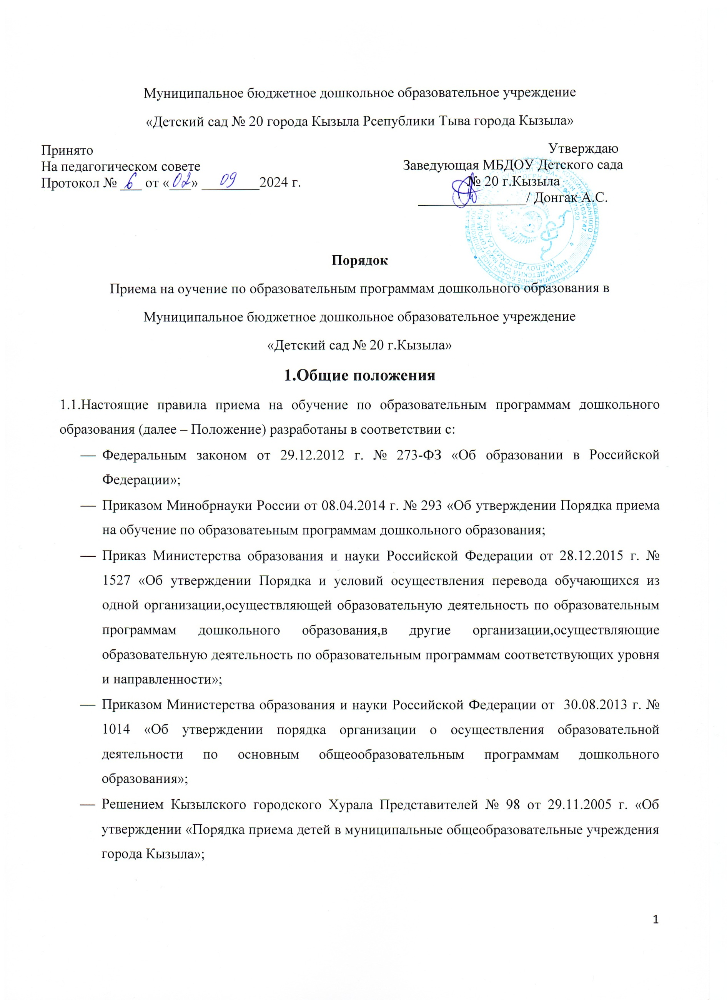 Муниципальное бюджетное дошкольное образовательное учреждение
«Детский сад № 20 города Кызыла Рсепублики Тыва города Кызыла»
Принято
На педагогическом совете
Протокол № 6 от «02» 09 2024 г.
Утверждаю
Заведующая МБДОУ Детского сада
№ 20 г.Кызыла
/ Донгак А.С.
Порядок
Приема на оучение по образовательным программам дошкольного образования в
Муниципальное бюджетное дошкольное образовательное учреждение
«Детский сад № 20 г.Кызыла»
1.Общие положения
1.1.Настоящие правила приема на обучение по образовательным программам дошкольного
образования (далее – Положение) разработаны в соответствии с:
— Федеральным законом от 29.12.2012 г. № 273-ФЗ «Об образовании в Российской
Федерации»;
— Приказом Минобрнауки России от 08.04.2014 г. № 293 «Об утверждении Порядка приема
на обучение по образоватеьным программам дошкольного образования;
— Приказ Министерства образования и науки Российской Федерации от 28.12.2015 г. №
1527 «Об утверждении Порядка и условий осуществления перевода обучающихся из
одной организации,осуществляющей образовательную деятельность по образовательным
программам дошкольного образования,в другие организации,осуществляющие
образовательную деятельность по образовательным программам соответствующих уровня
и направленности»;
— Приказом Министерства образования и науки Российской Федерации от 30.08.2013 г. №
1014 «Об утверждении порядка организации о осуществления образовательной
деятельности по основным общеообразовательным программам дошкольного
образования»;
— Решением Кызылского городского Хурала Представителей № 98 от 29.11.2005 г. «Об
утверждении «Порядка приема детей в муниципальные общеобразовательные учреждения
города Кызыла»;
1